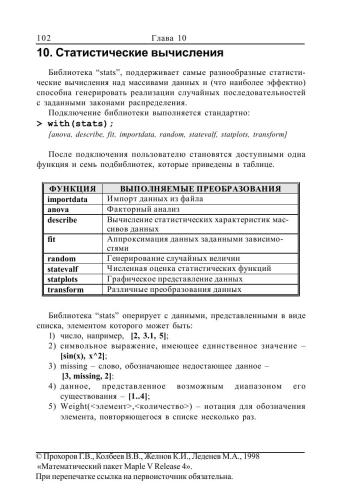 102 Глава 10
10. Статистические вычисления
Библиотека “stats”, поддерживает самые разнообразные статисти-
ческие вычисления над массивами данных и (что наиболее эффектно)
способна генерировать реализации случайных последовательностей
с заданными законами распределения.
Подключение библиотеки выполняется стандартно:
> with(stats);
[anova, describe, fit, importdata, random, statevalf, statplots, transform]
После подключения пользователю становятся доступными одна
функция и семь подбиблиотек, которые приведены в таблице.
ФУНКЦИЯ ВЫПОЛНЯЕМЫЕ ПРЕОБРАЗОВАНИЯ
importdata Импорт данных из файла
anova Факторный анализ
describe Вычисление статистических характеристик мас-
сивов данных
fit Аппроксимация данных заданными зависимо-
стями
random Генерирование случайных величин
statevalf Численная оценка статистических функций
statplots Графическое представление данных
transform Различные преобразования данных
Библиотека “stats” оперирует с данными, представленными в виде
списка, элементом которого может быть:
1) число, например, [2, 3.1, 5];
2) символьное выражение, имеющее единственное значение –
[sin(x), x^2];
3) missing – слово, обозначающее недостающее данное –
[3, missing, 2];
4) данное, представленное возможным диапазоном его
существования – [1..4];
5) Weight(<элемент>,<количество>) – нотация для обозначения
элемента, повторяющегося в списке несколько раз.
© Прохоров Г.В., Колбеев В.В., Желнов К.И., Леденев М.А., 1998
«Математический пакет Maple V Release 4».
При перепечатке ссылка на первоисточник обязательна.